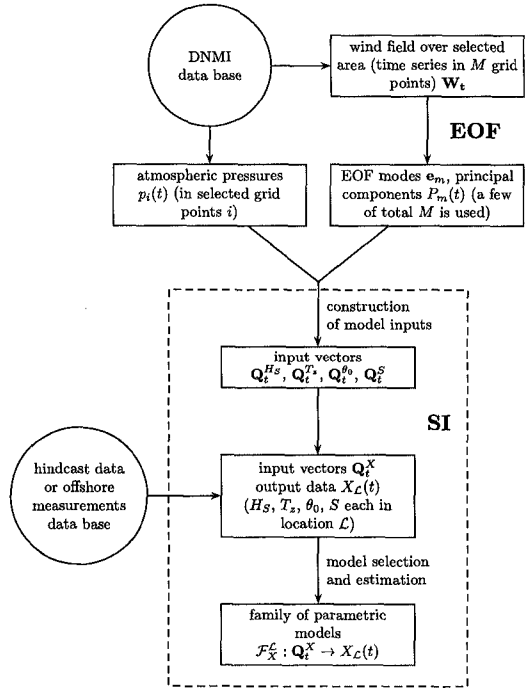 DNMI
data base
wind field over selected
area (time series in M grid
points) W_t
EOF
atmospheric pressures
p_i(t) (in selected grid
points i)
EOF modes e_m, principal
components P_m(t) (a few
of total M is used)
construction
of model inputs
input vectors
Q_t^{H_S}, Q_t^{T_z}, Q_t^{θ_0}, Q_t^S
SI
hindcast data
or offshore
measurements
data base
input vectors Q_t^X
output data X_ℒ(t)
(H_S, T_z, θ_0, S each in
location ℒ)
model selection
and estimation
family of parametric
models
ℱ_X^ℒ : Q_t^X → X_ℒ(t)